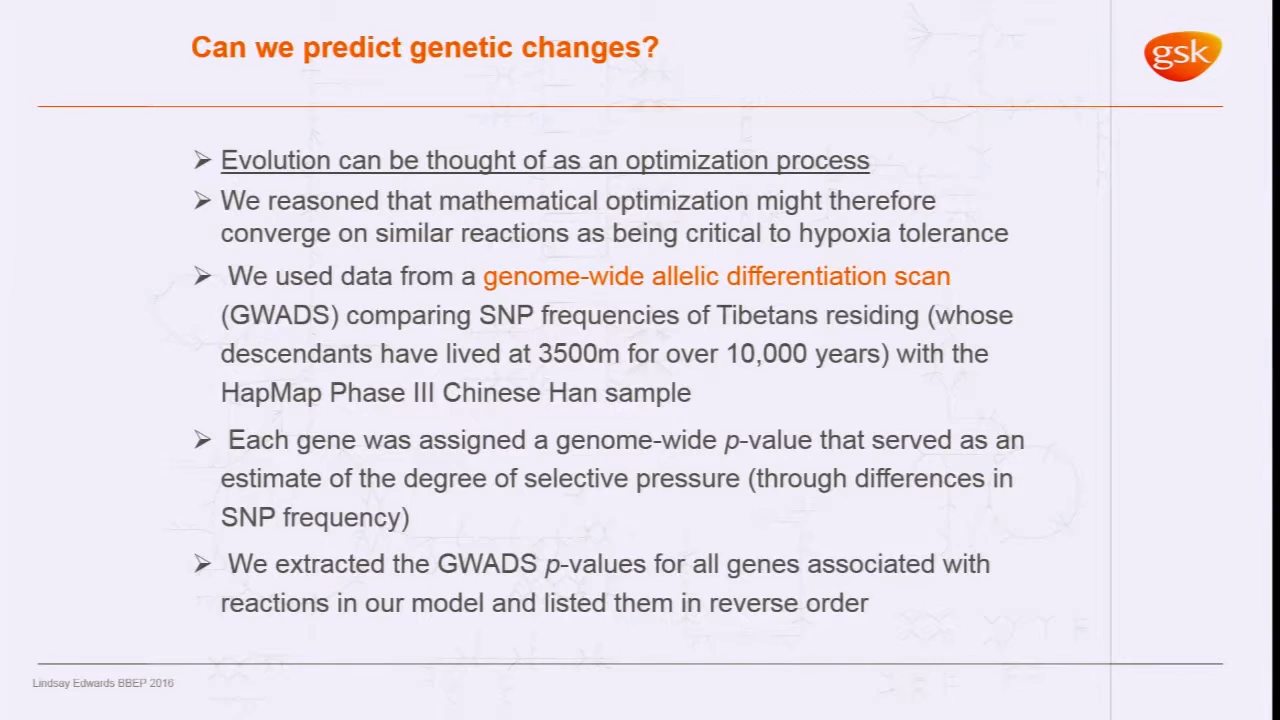 Can we predict genetic changes?
gsk
➢ Evolution can be thought of as an optimization process
➢ We reasoned that mathematical optimization might therefore
converge on similar reactions as being critical to hypoxia tolerance
➢ We used data from a genome-wide allelic differentiation scan
(GWADS) comparing SNP frequencies of Tibetans residing (whose
descendants have lived at 3500m for over 10,000 years) with the
HapMap Phase III Chinese Han sample
➢ Each gene was assigned a genome-wide p-value that served as an
estimate of the degree of selective pressure (through differences in
SNP frequency)
➢ We extracted the GWADS p-values for all genes associated with
reactions in our model and listed them in reverse order
Lindsay Edwards BBEP 2016